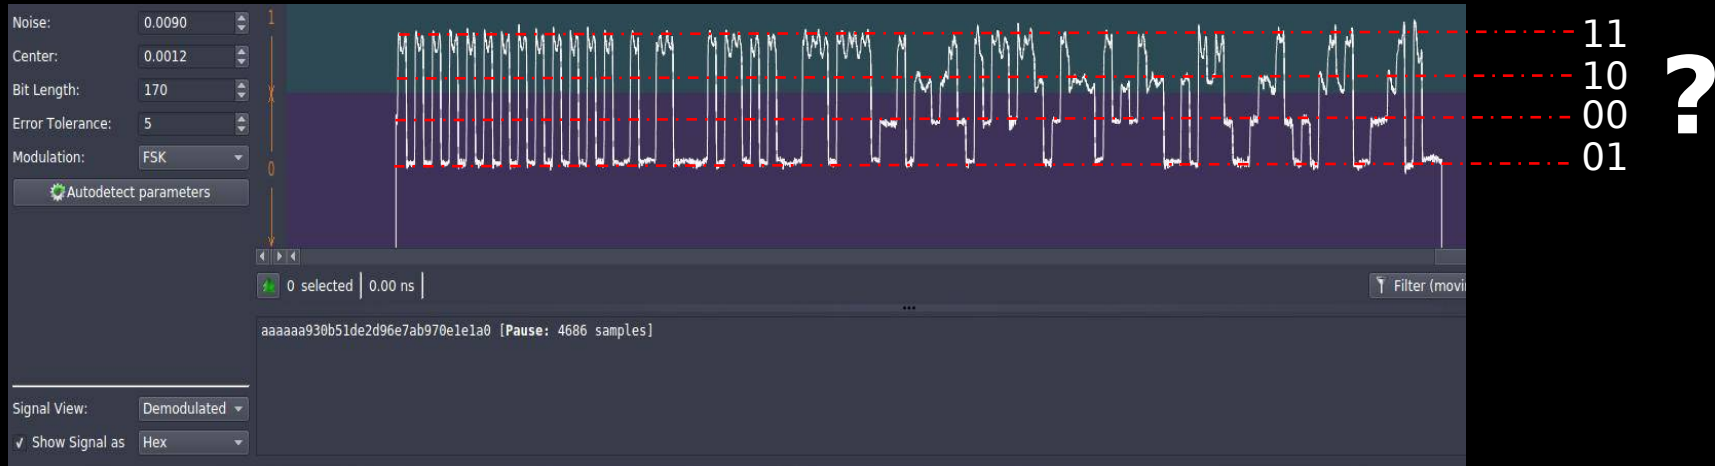 Noise: 0.0090
Center: 0.0012
Bit Length: 170
Error Tolerance: 5
Modulation: FSK
Autodetect parameters
1
0
11
10
00
01
?
0 selected 0.00 ns
Filter (movi
aaaaaa930b51de2d96e7ab970e1e1a0 [Pause: 4686 samples]
Signal View: Demodulated
Show Signal as Hex